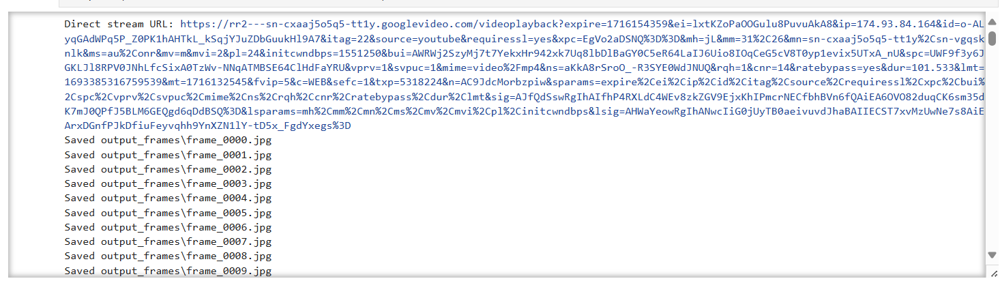 Direct stream URL: https://rr2---sn-cxaaj5o5q5-tt1y.googlevideo.com/videoplayback?expire=1716154359&ei=lxtKZoPaOOGulu8PuvuAkA8&ip=174.93.84.164&id=o-AL
yqGAdWPq5P_Z0PK1hAHTkL_kSqjYJuZDbGuukHl9A7&itag=22&source=youtube&requiressl=yes&xpc=EgVo2aDSNQ%3D%3D&mh=jL&mm=31%2C26&mn=sn-cxaaj5o5q5-tt1y%2Csn-vgqsk
nlk&ms=au%2Conr&mv=m&mvi=2&pl=24&initcwndbps=1551250&bui=AWRWj2SzyMj7t7YekxHr942xk7Uq8lbDlBaGY0C5eR64LaIJ6Uio8IOqCeG5cV8T0yp1evix5UTxA_nU&spc=UWF9f3y6J
GKLJl8RPV0JNhLfcSixA0TzWv-NNqATMBSE64ClHdFaYRU&vprv=1&svpuc=1&mime=video%2Fmp4&ns=aKkA8rSroO_-R3SYE0WdJNUQ&rqh=1&cnr=14&ratebypass=yes&dur=101.533&lmt=
1693385316759539&mt=1716132545&fvip=5&c=WEB&sefc=1&txp=5318224&n=AC9JdcMorbzpiw&sparams=expire%2Cei%2Cip%2Cid%2Citag%2Csource%2Crequiressl%2Cxpc%2Cbui%
2Cspc%2Cvprv%2Csvpuc%2Cmime%2Cns%2Crqh%2Ccnr%2Cratebypass%2Cdur%2Clmt&sig=AJfQdSswRgIhAIfhP4RXLdC4WEv8zkZGV9EjxKhIPmcrNECfbhBVn6fQAiEA6OVO82duqCK6sm35d
K7mJ0QPfJ5BLM6GEQgd6qDdBSQ%3D&lsparams=mh%2Cmm%2Cmn%2Cms%2Cmv%2Cmvi%2Cpl%2Cinitcwndbps&lsig=AHWaYeowRgIhANwcIiG0jUyTB0aeivuvdJhaBAIIECST7xvMzUwNe7s8AiE
ArxDGnfPJkDfiuFeyvqhh9YnXZN1lY-tD5x_FgdYxegs%3D
Saved output_frames\frame_0000.jpg
Saved output_frames\frame_0001.jpg
Saved output_frames\frame_0002.jpg
Saved output_frames\frame_0003.jpg
Saved output_frames\frame_0004.jpg
Saved output_frames\frame_0005.jpg
Saved output_frames\frame_0006.jpg
Saved output_frames\frame_0007.jpg
Saved output_frames\frame_0008.jpg
Saved output_frames\frame_0009.jpg